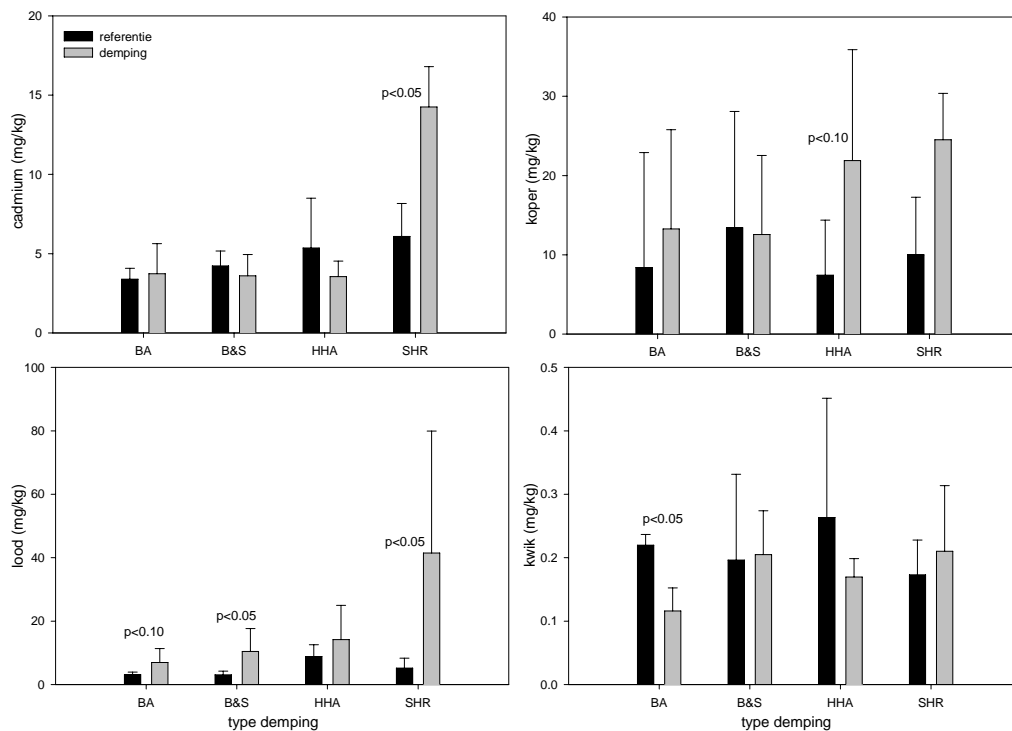 20
15
10
5
0
cadmium (mg/kg)
referentie
demping
p<0.05
BA
B&S
HHA
SHR
40
30
20
10
0
koper (mg/kg)
p<0.10
BA
B&S
HHA
SHR
100
80
60
40
20
0
lood (mg/kg)
p<0.10
p<0.05
p<0.05
BA
B&S
HHA
SHR
type demping
0.5
0.4
0.3
0.2
0.1
0.0
kwik (mg/kg)
p<0.05
BA
B&S
HHA
SHR
type demping